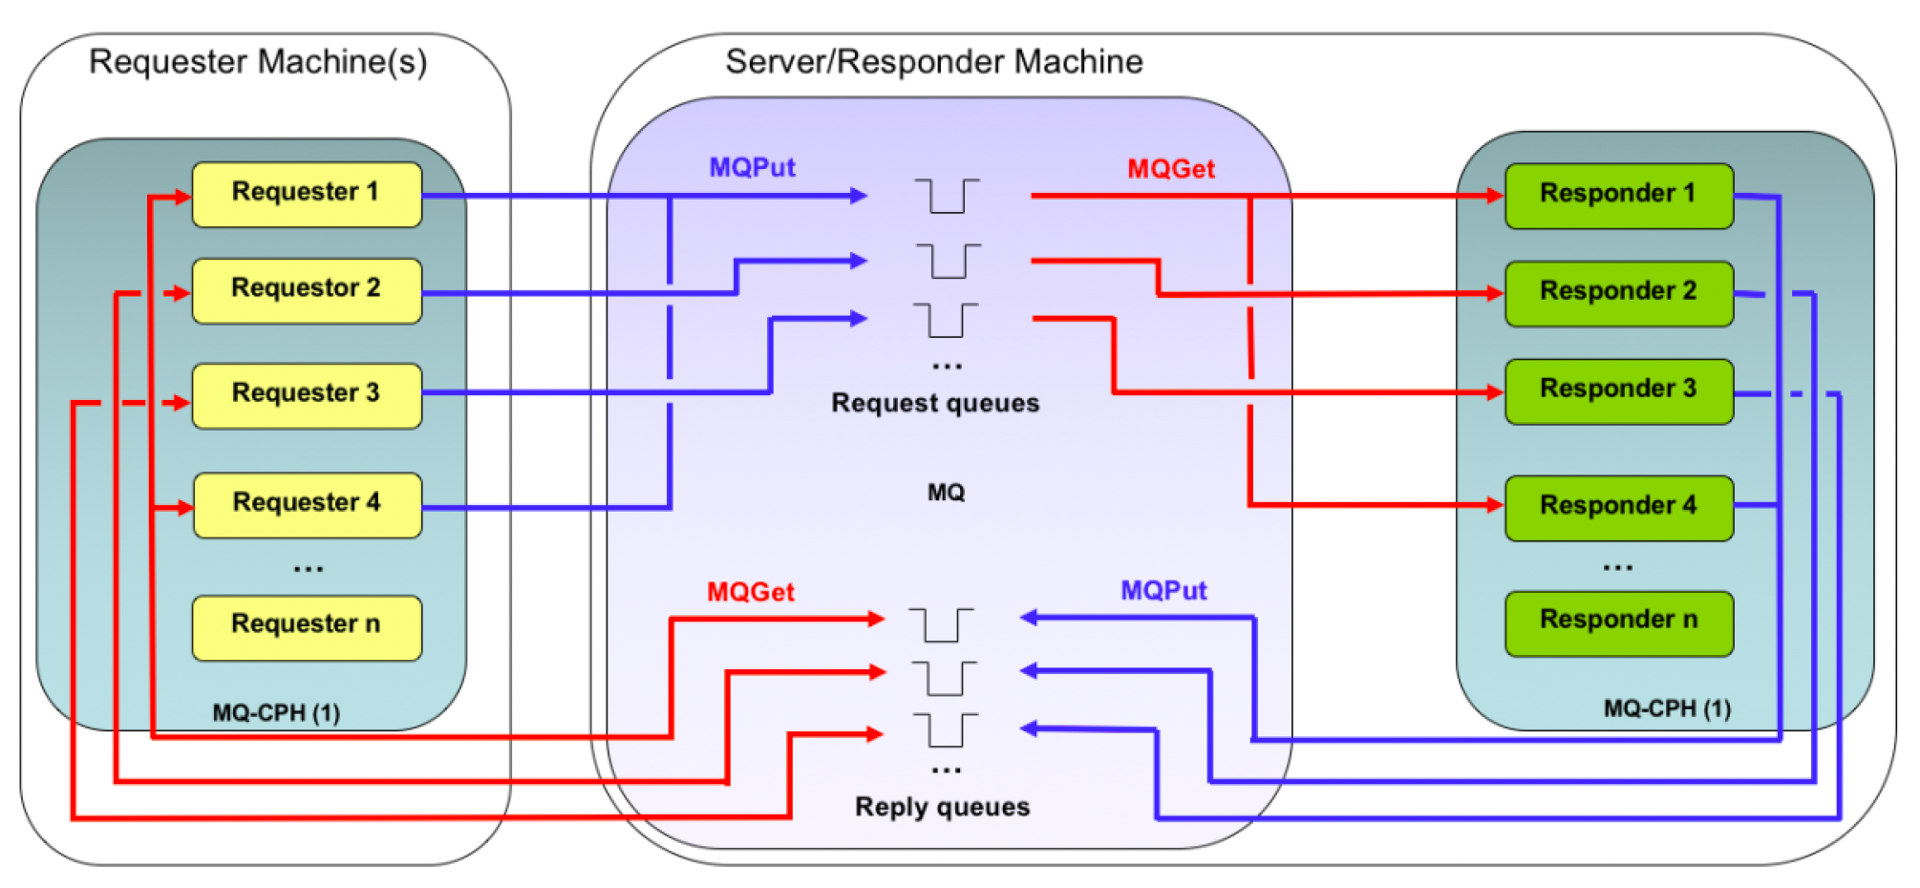 Requester Machine(s)
Server/Responder Machine
Requester 1
Requestor 2
Requester 3
Requester 4
...
Requester n
MQ-CPH (1)
MQPut
MQGet
...
Request queues
MQ
MQGet
MQPut
...
Reply queues
Responder 1
Responder 2
Responder 3
Responder 4
...
Responder n
MQ-CPH (1)